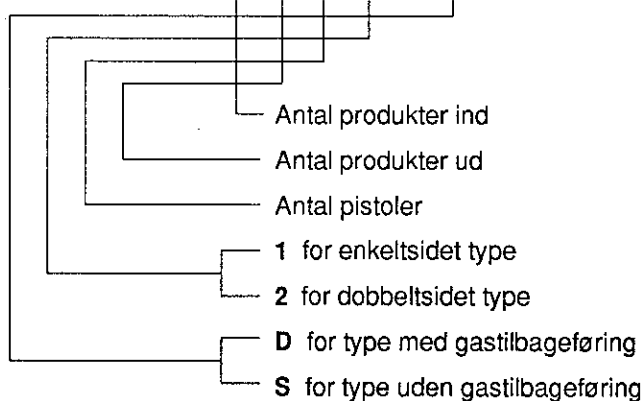 Antal produkter ind
Antal produkter ud
Antal pistoler
1 for enkeltsidet type
2 for dobbeltsidet type
D for type med gastilbageføring
S for type uden gastilbageføring